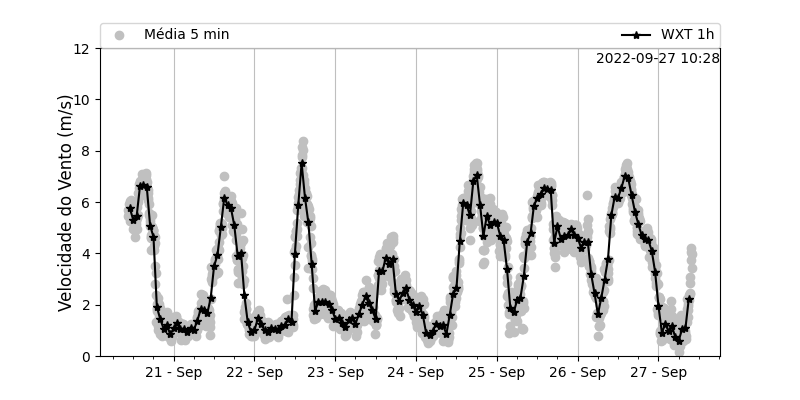 Média 5 min
WXT 1h
2022-09-27 10:28
Velocidade do Vento (m/s)
12
10
8
6
4
2
0
21 - Sep
22 - Sep
23 - Sep
24 - Sep
25 - Sep
26 - Sep
27 - Sep